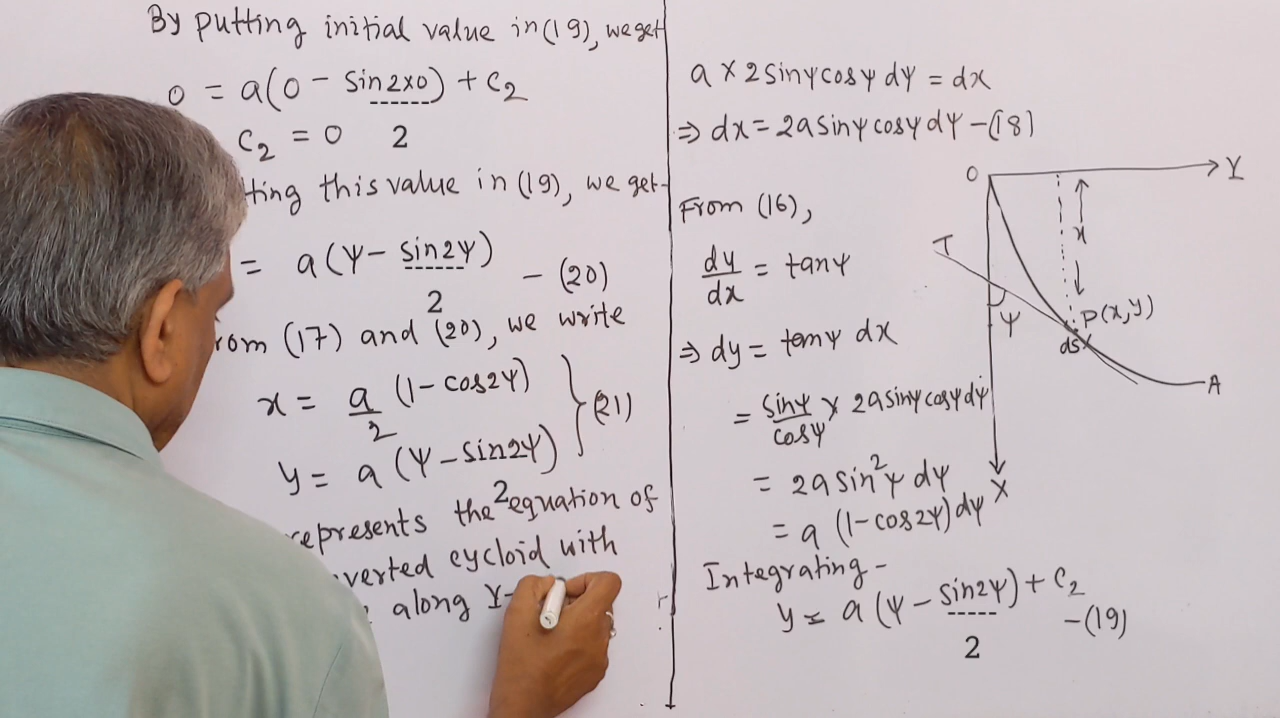 By putting initial value in (19), we get
0 = a(0 - sin2×0) + C₂
2
C₂ = 0
ting this value in (19), we get-
= a(ψ - sin2ψ) - (20)
2
rom (17) and (20), we write
x = a/2 (1-cos2ψ)
y = a (ψ - sin2ψ) } (21)
2
epresents the equation of
verted cycloid with
along Y-
a × 2 sinψ cosψ dψ = dx
⇒ dx = 2a sinψ cosψ dψ - (18)
From (16),
dy/dx = tanψ
⇒ dy = tanψ dx
= sinψ/cosψ × 2a sinψ cosψ dψ
= 2a sin²ψ dψ
= a (1-cos2ψ) dψ
Integrating -
y = a (ψ - sin2ψ) + C₂
2
-(19)
O
Y
x
T
ψ
P(x,y)
ds
A
X